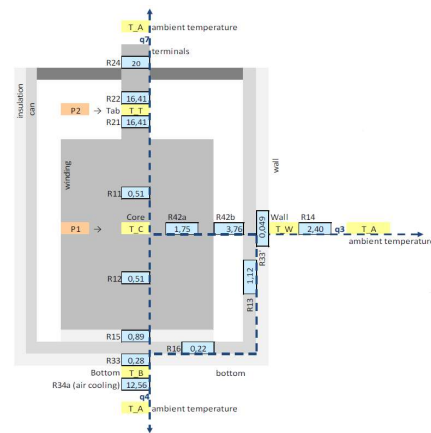 T_A ambient temperature
q7
terminals
R24 20
insulation
can
R22 16,41
P2 → Tab T_T
R21 16,41
winding
wall
R11 0,51
Core R42a R42b Wall R14
P1 → T_C 1,75 3,76 0,049 T_W 2,40 q3 T_A
ambient temperature
R33'
R12 0,51
1,12
R13
R15 0,89
R16 0,22
R33 0,28
Bottom T_B bottom
R34a (air cooling) 12,56
q4
T_A ambient temperature